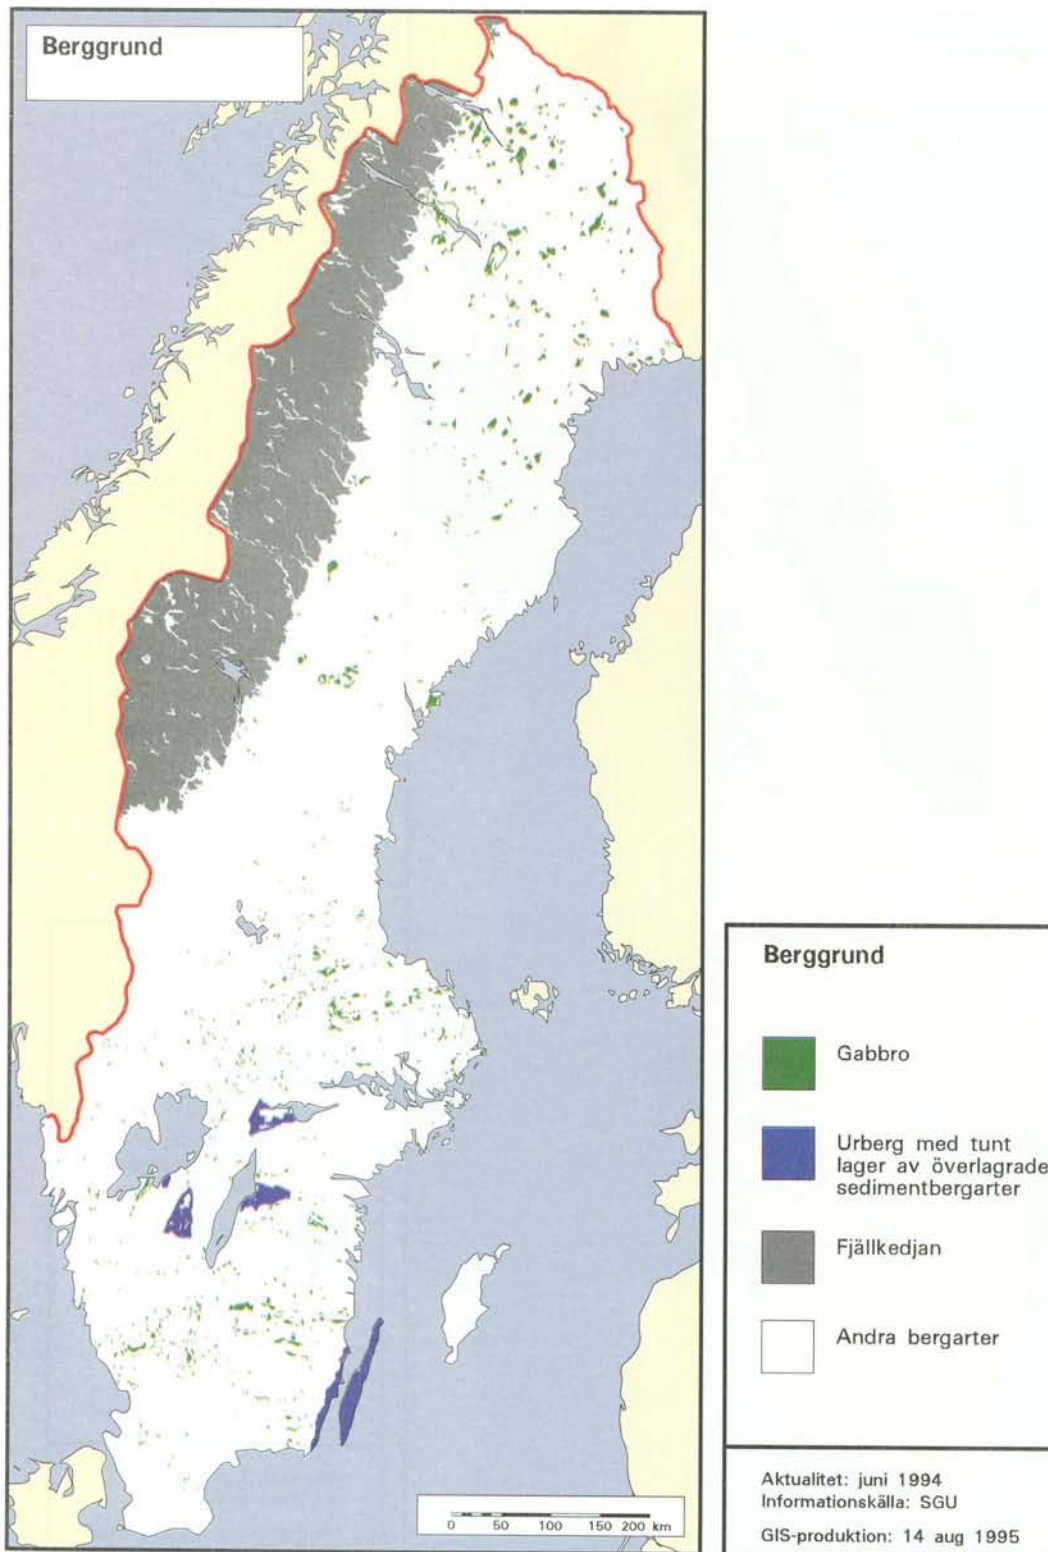 Berggrund
0 50 100 150 200 km
Berggrund
Gabbro
Urberg med tunt
lager av överlagrade
sedimentbergarter
Fjällkedjan
Andra bergarter
Aktualitet: juni 1994
Informationskälla: SGU
GIS-produktion: 14 aug 1995